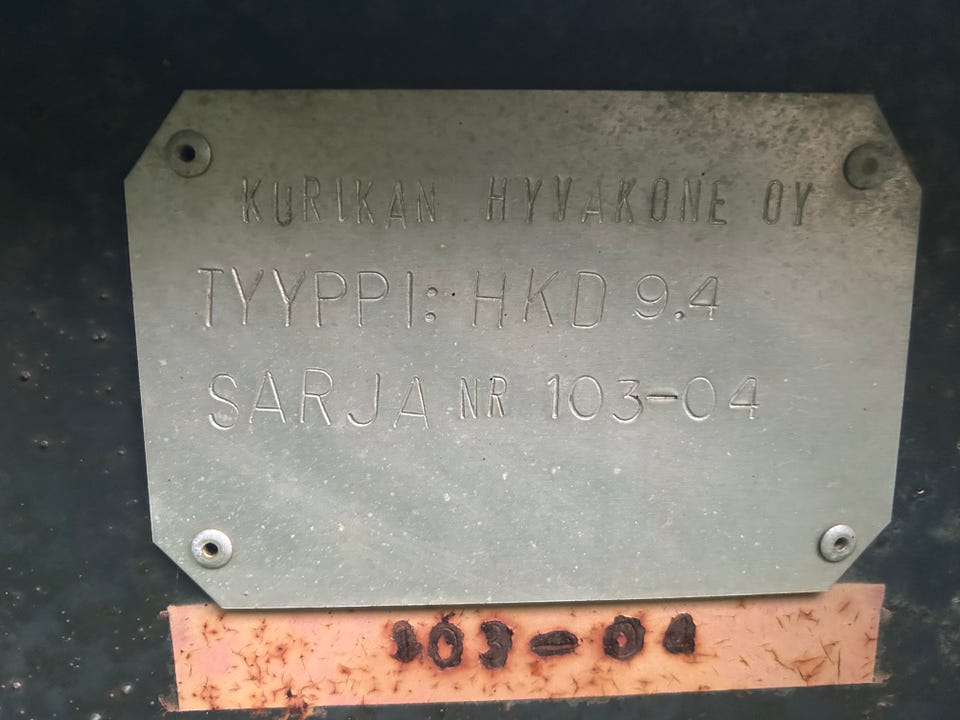 KURIKAN HYVAKONE OY
TYYPPI: HKD 9.4
SARJA NR 103-04
103-04